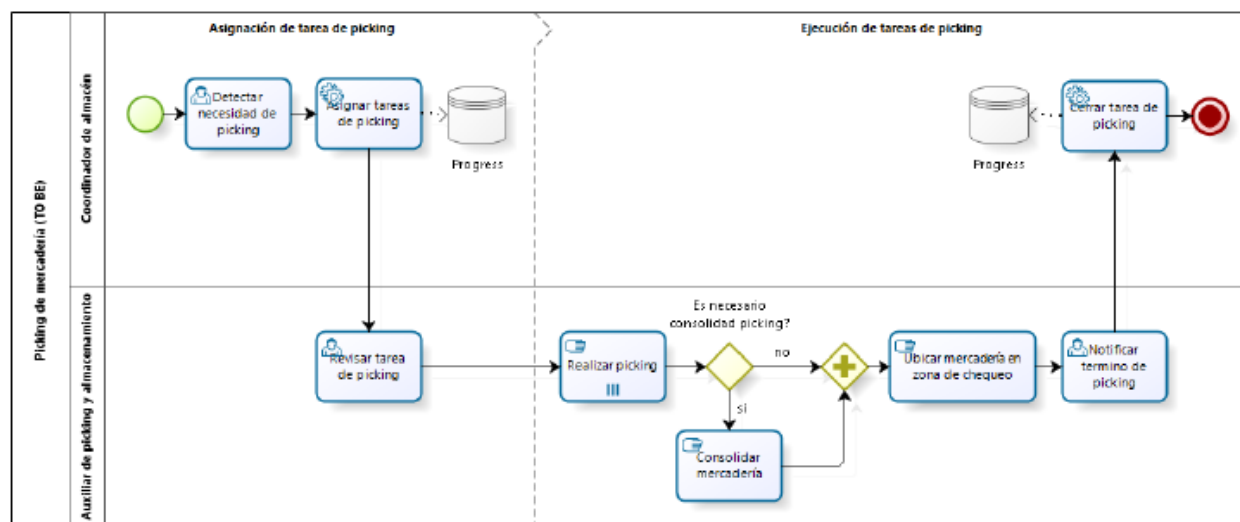 Picking de mercadería (TO BE)
Coordinador de almacén
Auxiliar de picking y almacenamiento
Asignación de tarea de picking
Ejecución de tareas de picking
Detectar
necesidad de
picking
Asignar tareas
de picking
Progress
Progress
Cerrar tarea de
picking
Revisar tarea
de picking
Realizar picking
Es necesario
consolidad picking?
no
si
Consolidar
mercadería
Ubicar mercadería en
zona de chequeo
Notificar
termino de
picking